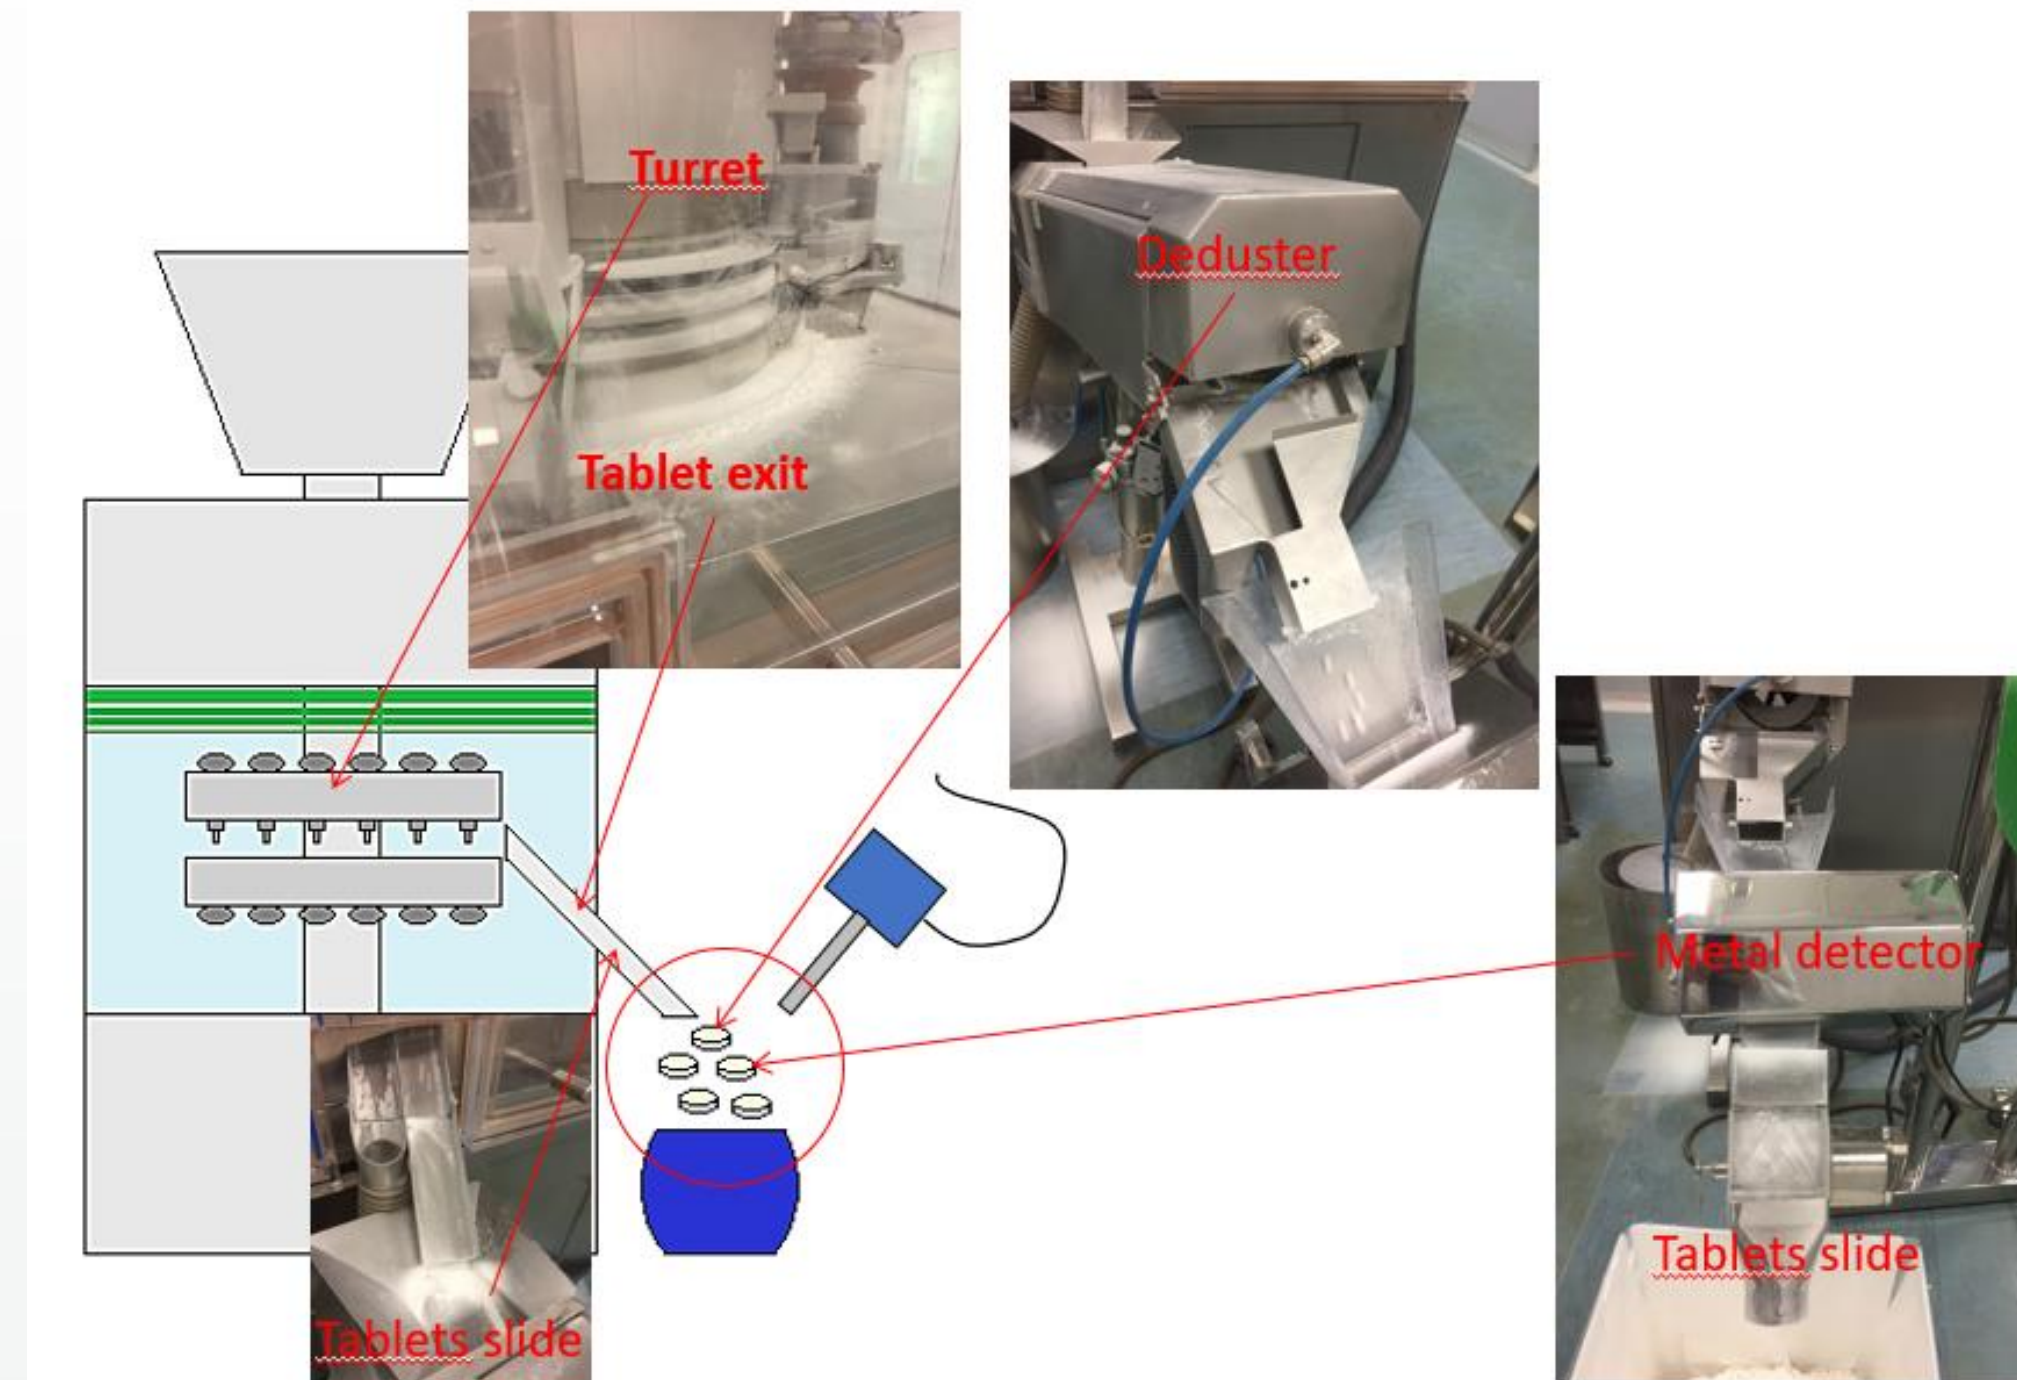 Turret
Deduster
Tablet exit
Metal detector
Tablets slide
Tablets slide